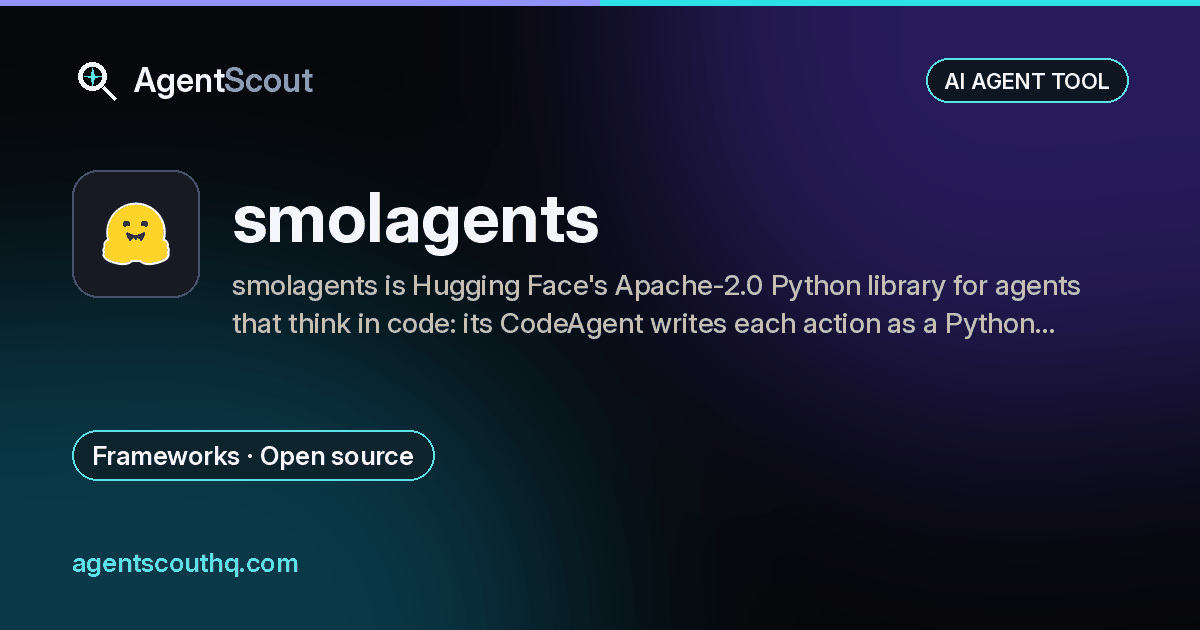 AgentScout
AI AGENT TOOL
smolagents
smolagents is Hugging Face's Apache-2.0 Python library for agents
that think in code: its CodeAgent writes each action as a Python...
Frameworks · Open source
agentscouthq.com